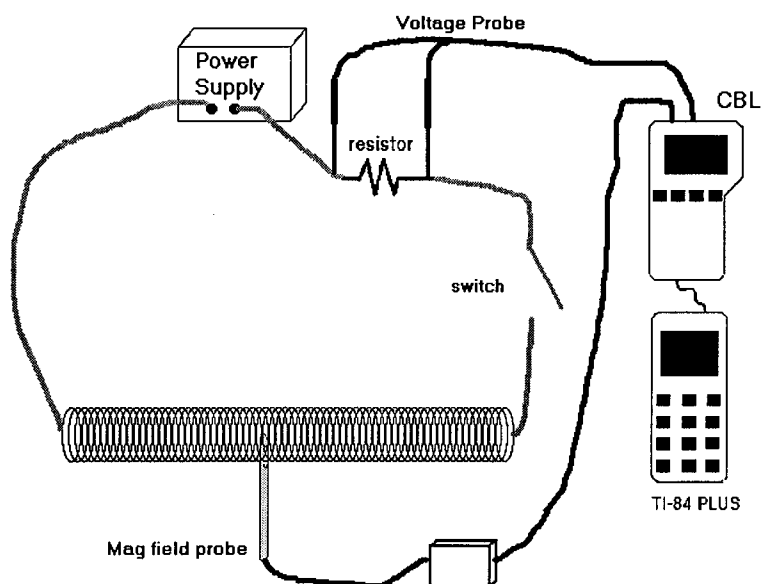 Voltage Probe
Power
Supply
CBL
resistor
switch
TI-84 PLUS
Mag field probe